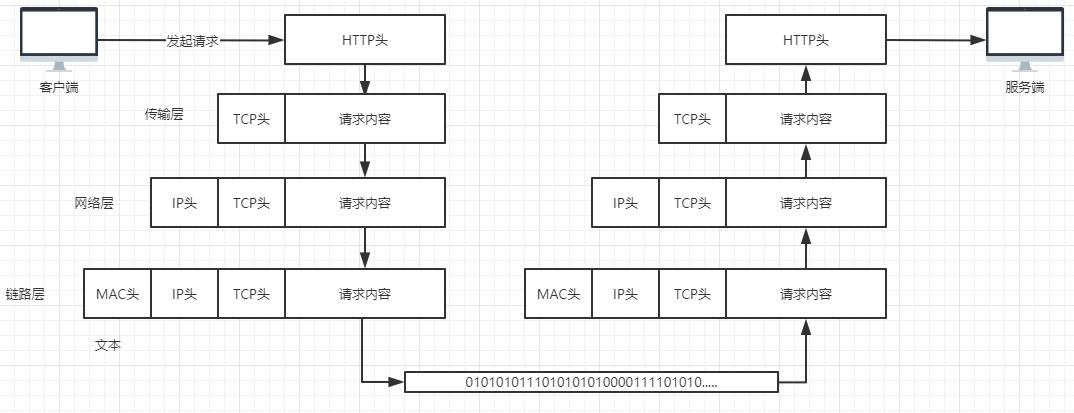 发起请求
HTTP头
HTTP头
客户端
服务端
传输层
TCP头
请求内容
TCP头
请求内容
网络层
IP头
TCP头
请求内容
IP头
TCP头
请求内容
链路层
MAC头
IP头
TCP头
请求内容
MAC头
IP头
TCP头
请求内容
文本
0101010111010101010000111101010.....